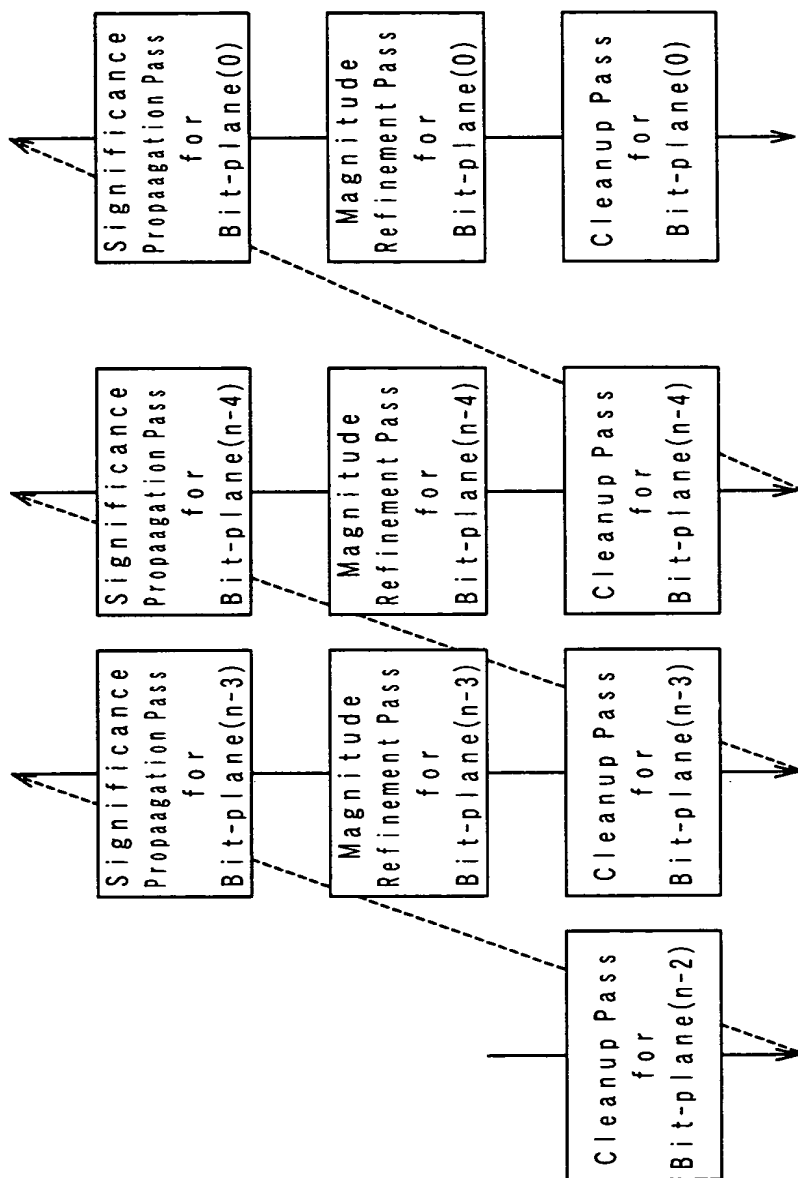 Cleanup Pass
for
Bit-plane(n-2)
Significance
Propaagation Pass
for
Bit-plane(n-3)
Magnitude
Refinement Pass
for
Bit-plane(n-3)
Cleanup Pass
for
Bit-plane(n-3)
Significance
Propaagation Pass
for
Bit-plane(n-4)
Magnitude
Refinement Pass
for
Bit-plane(n-4)
Cleanup Pass
for
Bit-plane(n-4)
Significance
Propaagation Pass
for
Bit-plane(0)
Magnitude
Refinement Pass
for
Bit-plane(0)
Cleanup Pass
for
Bit-plane(0)